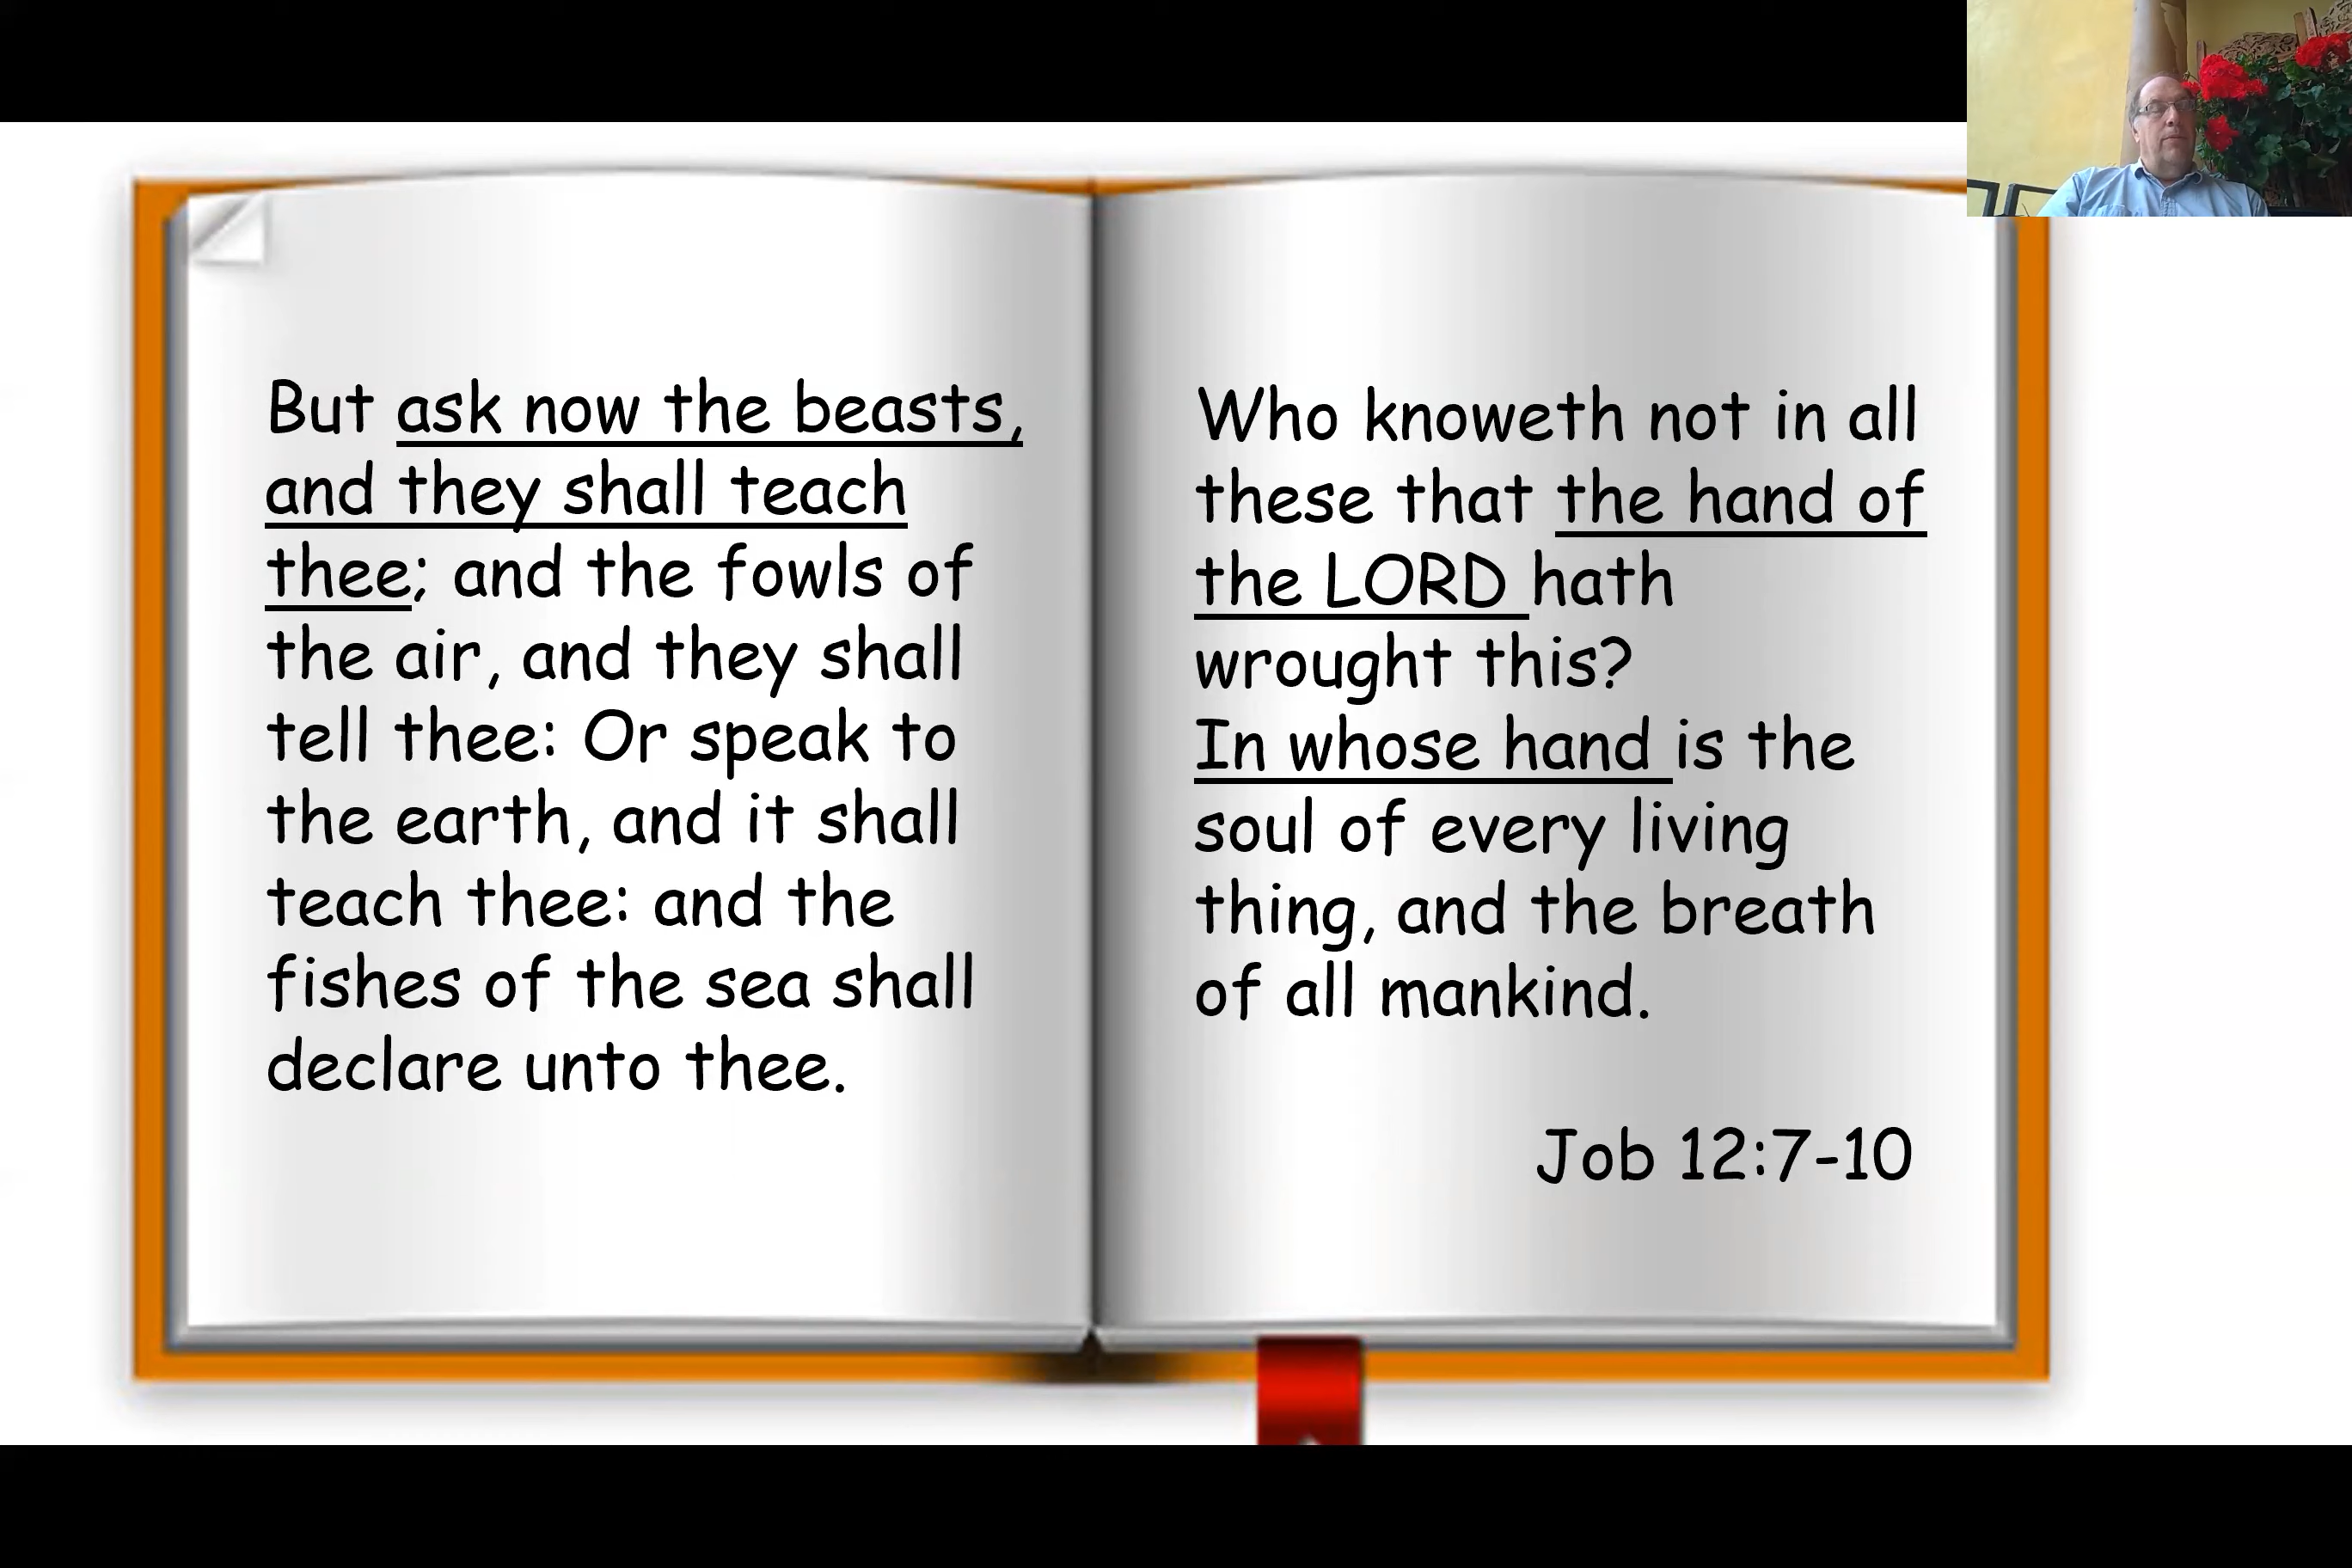 But ask now the beasts,
and they shall teach
thee; and the fowls of
the air, and they shall
tell thee: Or speak to
the earth, and it shall
teach thee: and the
fishes of the sea shall
declare unto thee.
Who knoweth not in all
these that the hand of
the LORD hath
wrought this?
In whose hand is the
soul of every living
thing, and the breath
of all mankind.
Job 12:7-10